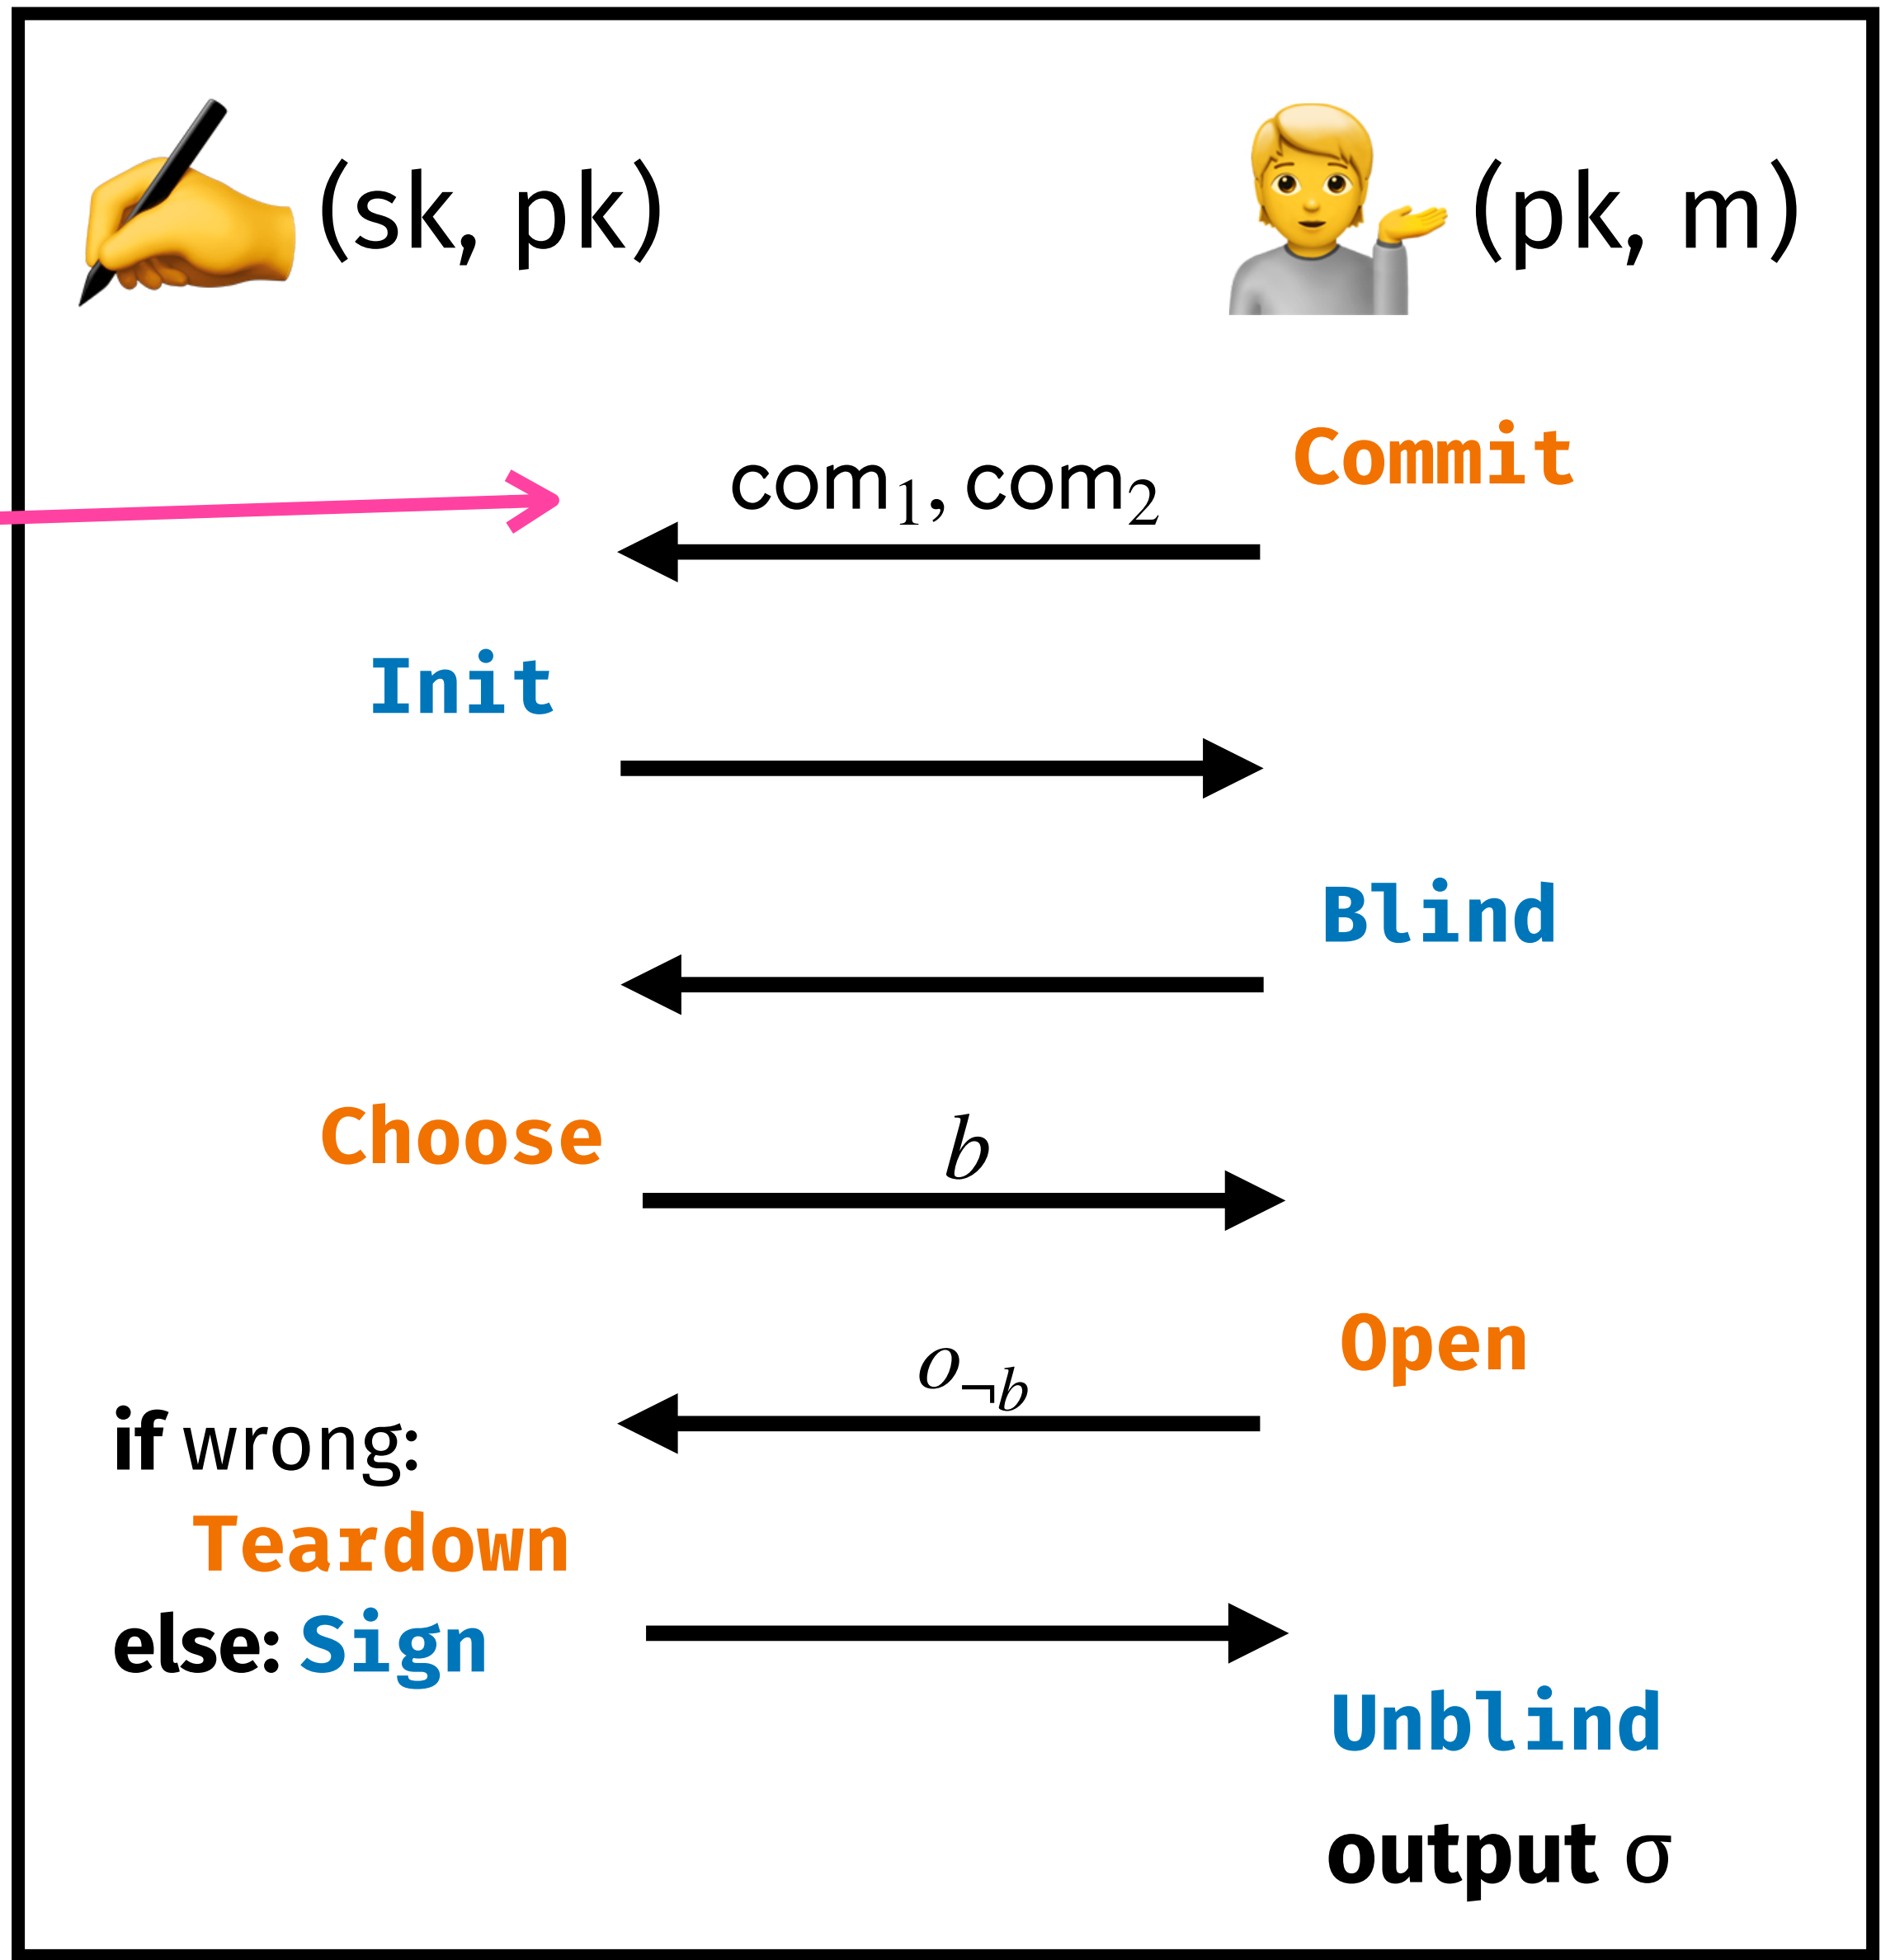 (sk, pk) (pk, m)
Commit
com₁, com₂
Init
Blind
Choose
b
Open
o¬b
if wrong:
Teardown
else: Sign
Unblind
output σ